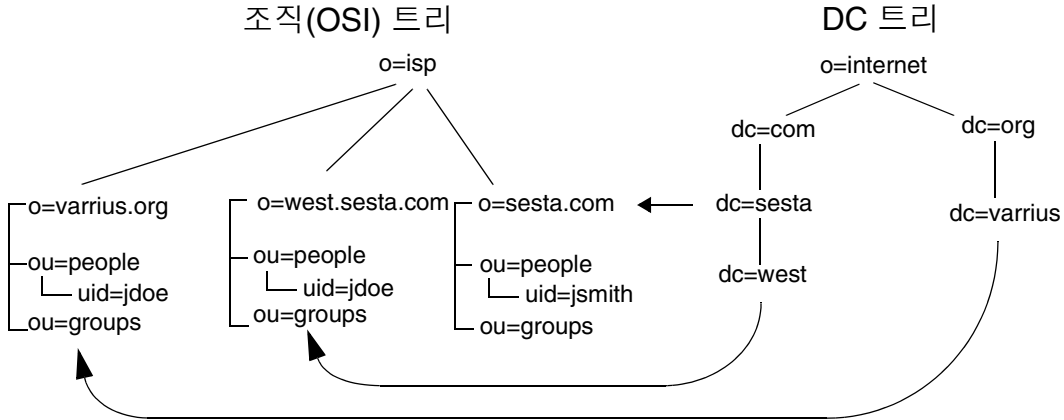 조직(OSI) 트리
DC 트리
o=isp
o=internet
dc=com
dc=org
o=varrius.org
o=west.sesta.com
o=sesta.com
dc=sesta
dc=varrius
ou=people
uid=jdoe
ou=groups
ou=people
uid=jdoe
ou=groups
ou=people
uid=jsmith
ou=groups
dc=west